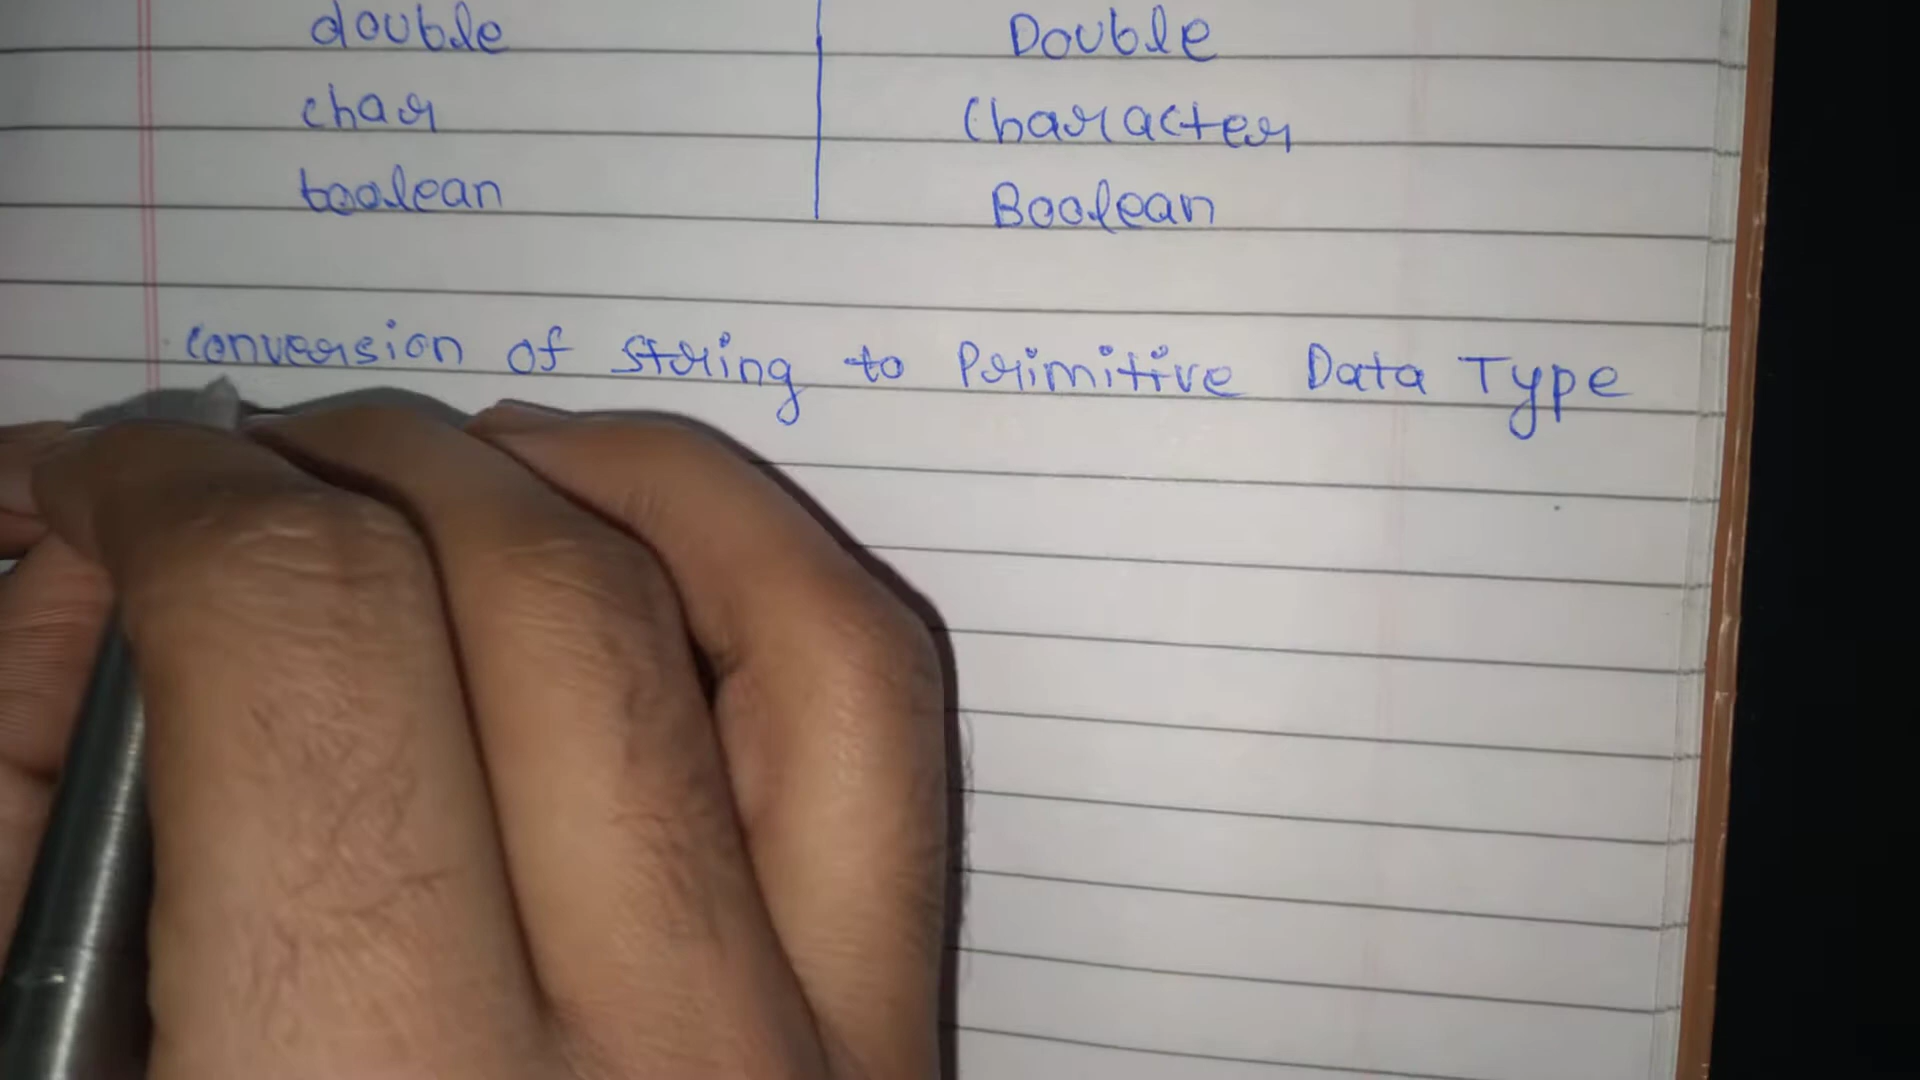 double Double
char Character
boolean Boolean
Conversion of String to Primitive Data Type